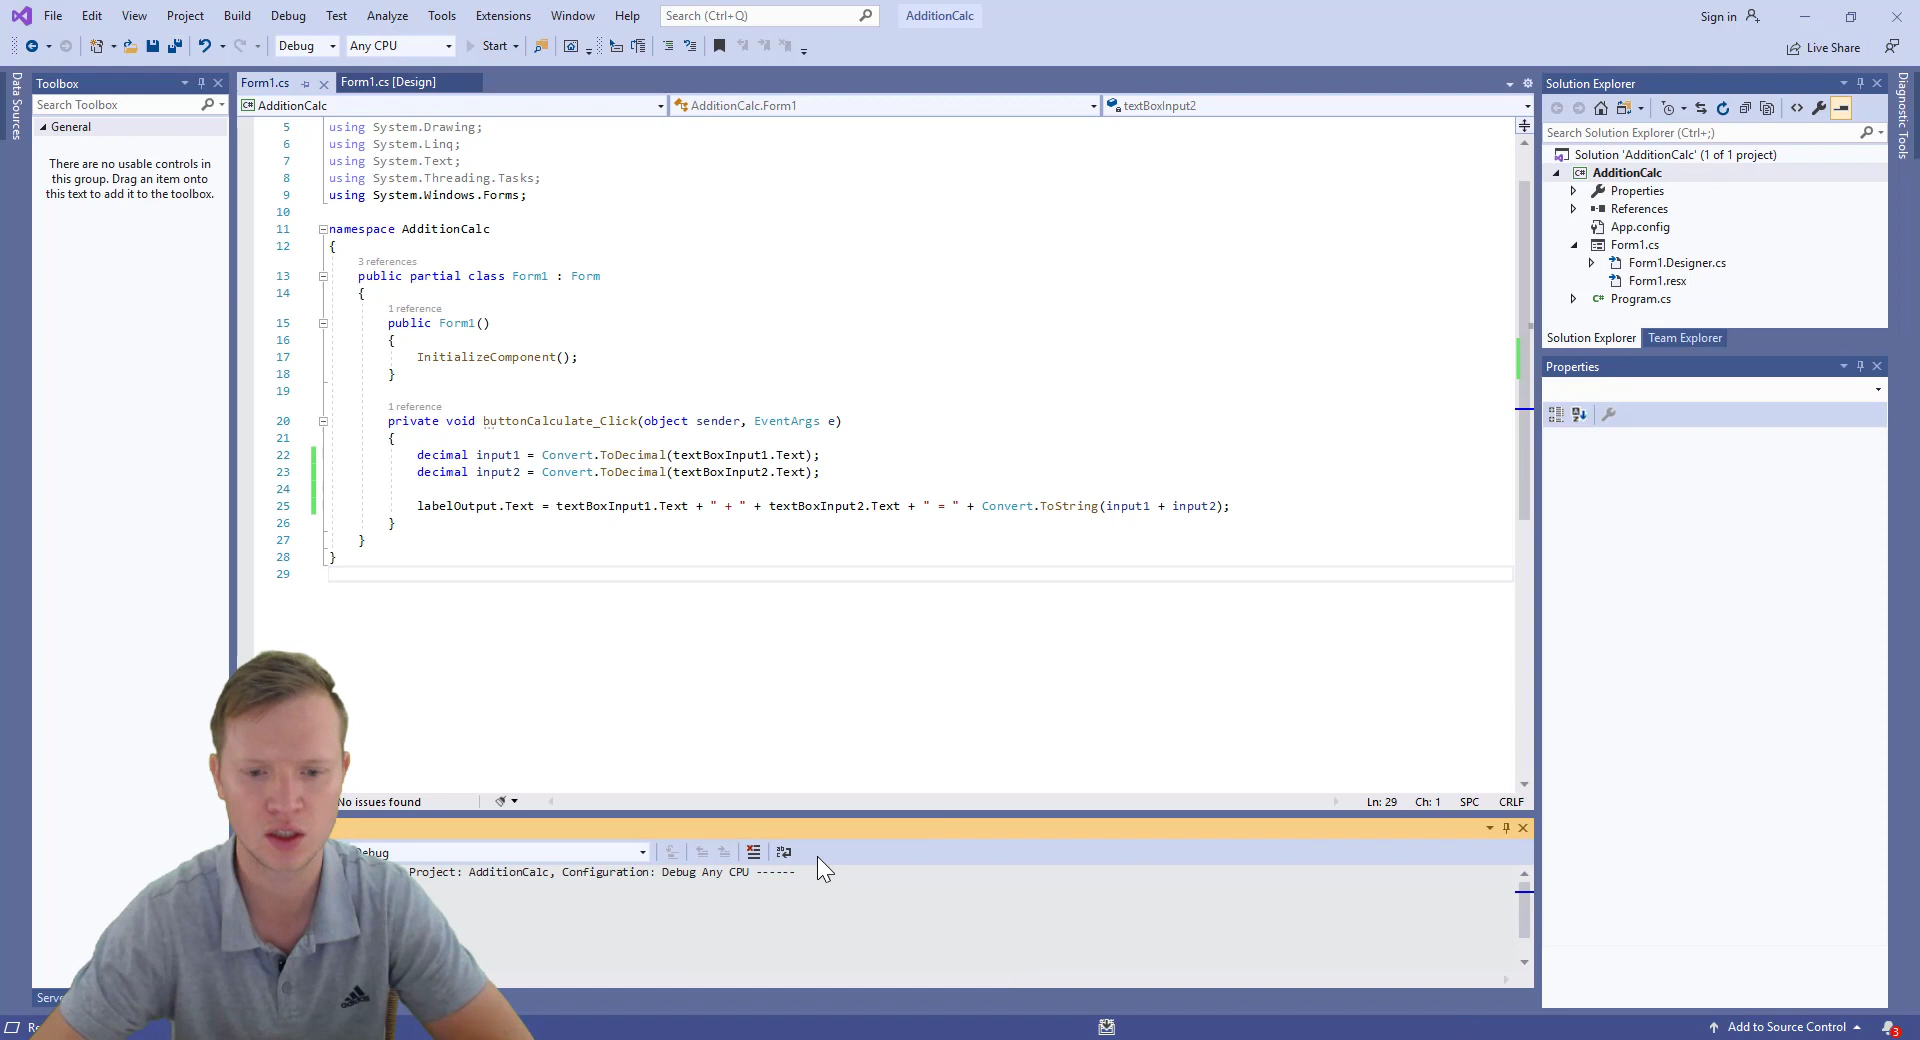 File Edit View Project Build Debug Test Analyze Tools Extensions Window Help Search (Ctrl+Q) AdditionCalc Sign in
Debug Any CPU Start Live Share
Data Sources
Toolbox
Search Toolbox
General
There are no usable controls in
this group. Drag an item onto
this text to add it to the toolbox.
Form1.cs Form1.cs [Design]
AdditionCalc AdditionCalc.Form1 textBoxInput2
5 using System.Drawing;
6 using System.Linq;
7 using System.Text;
8 using System.Threading.Tasks;
9 using System.Windows.Forms;
10
11 namespace AdditionCalc
12 {
3 references
13 public partial class Form1 : Form
14 {
1 reference
15 public Form1()
16 {
17 InitializeComponent();
18 }
19
1 reference
20 private void buttonCalculate_Click(object sender, EventArgs e)
21 {
22 decimal input1 = Convert.ToDecimal(textBoxInput1.Text);
23 decimal input2 = Convert.ToDecimal(textBoxInput2.Text);
24
25 labelOutput.Text = textBoxInput1.Text + " + " + textBoxInput2.Text + " = " + Convert.ToString(input1 + input2);
26 }
27 }
28 }
29
No issues found Ln: 29 Ch: 1 SPC CRLF
Project: AdditionCalc, Configuration: Debug Any CPU ------
Solution Explorer
Search Solution Explorer (Ctrl+;)
Solution 'AdditionCalc' (1 of 1 project)
C# AdditionCalc
Properties
References
App.config
Form1.cs
Form1.Designer.cs
Form1.resx
C# Program.cs
Solution Explorer Team Explorer
Properties
Diagnostic Tools
adidas
Add to Source Control 3